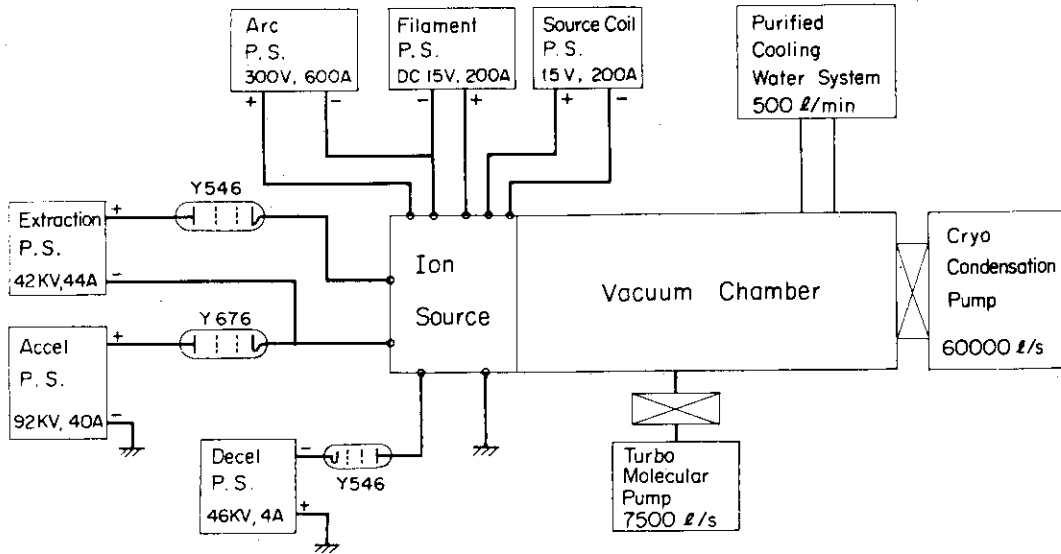 Arc
P. S.
300V, 600A
+
-
Filament
P. S.
DC 15V, 200A
-
+
Source Coil
P. S.
15V, 200A
+
-
Purified
Cooling
Water System
500 ℓ/min
Y546
Extraction
P. S.
42KV, 44A
+
-
Y676
Accel
P. S.
92KV, 40A
+
-
Ion
Source
Vacuum Chamber
Cryo
Condensation
Pump
60000 ℓ/s
Decel
P. S.
46KV, 4A
-
+
Y546
Turbo
Molecular
Pump
7500 ℓ/s